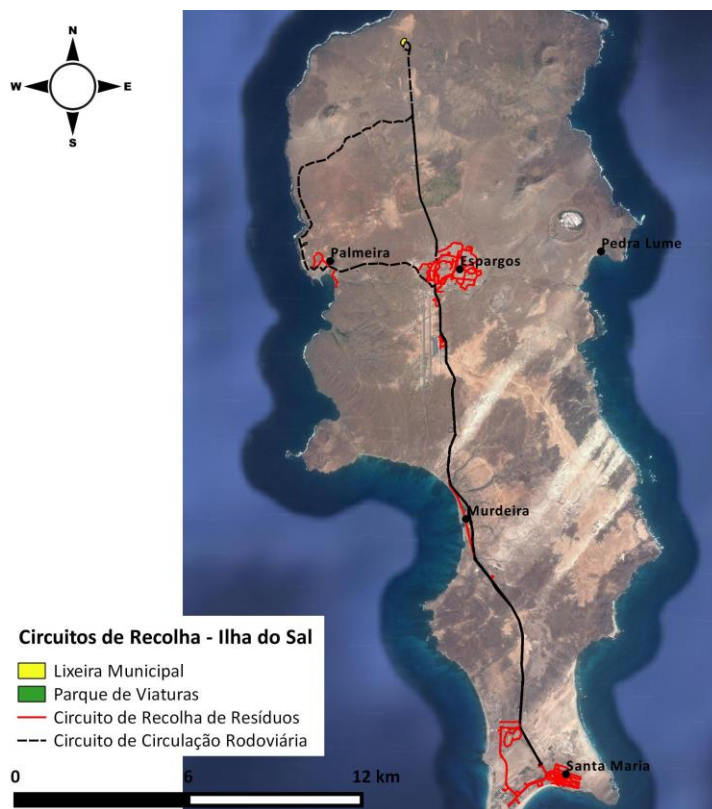 N
W E
S
Palmeira
Espargos
Pedra Lume
Murdeira
Santa Maria
Circuitos de Recolha - Ilha do Sal
Lixeira Municipal
Parque de Viaturas
Circuito de Recolha de Resíduos
Circuito de Circulação Rodoviária
0 6 12 km